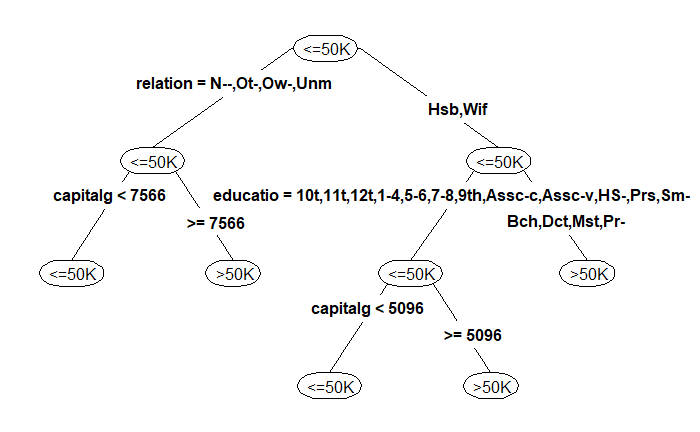 <=50K
relation = N--,Ot-,Ow-,Unm
Hsb,Wif
<=50K
<=50K
capitalg < 7566
educatio = 10t,11t,12t,1-4,5-6,7-8,9th,Assc-c,Assc-v,HS-,Prs,Sm-
>= 7566
Bch,Dct,Mst,Pr-
<=50K
>50K
<=50K
>50K
capitalg < 5096
>= 5096
<=50K
>50K